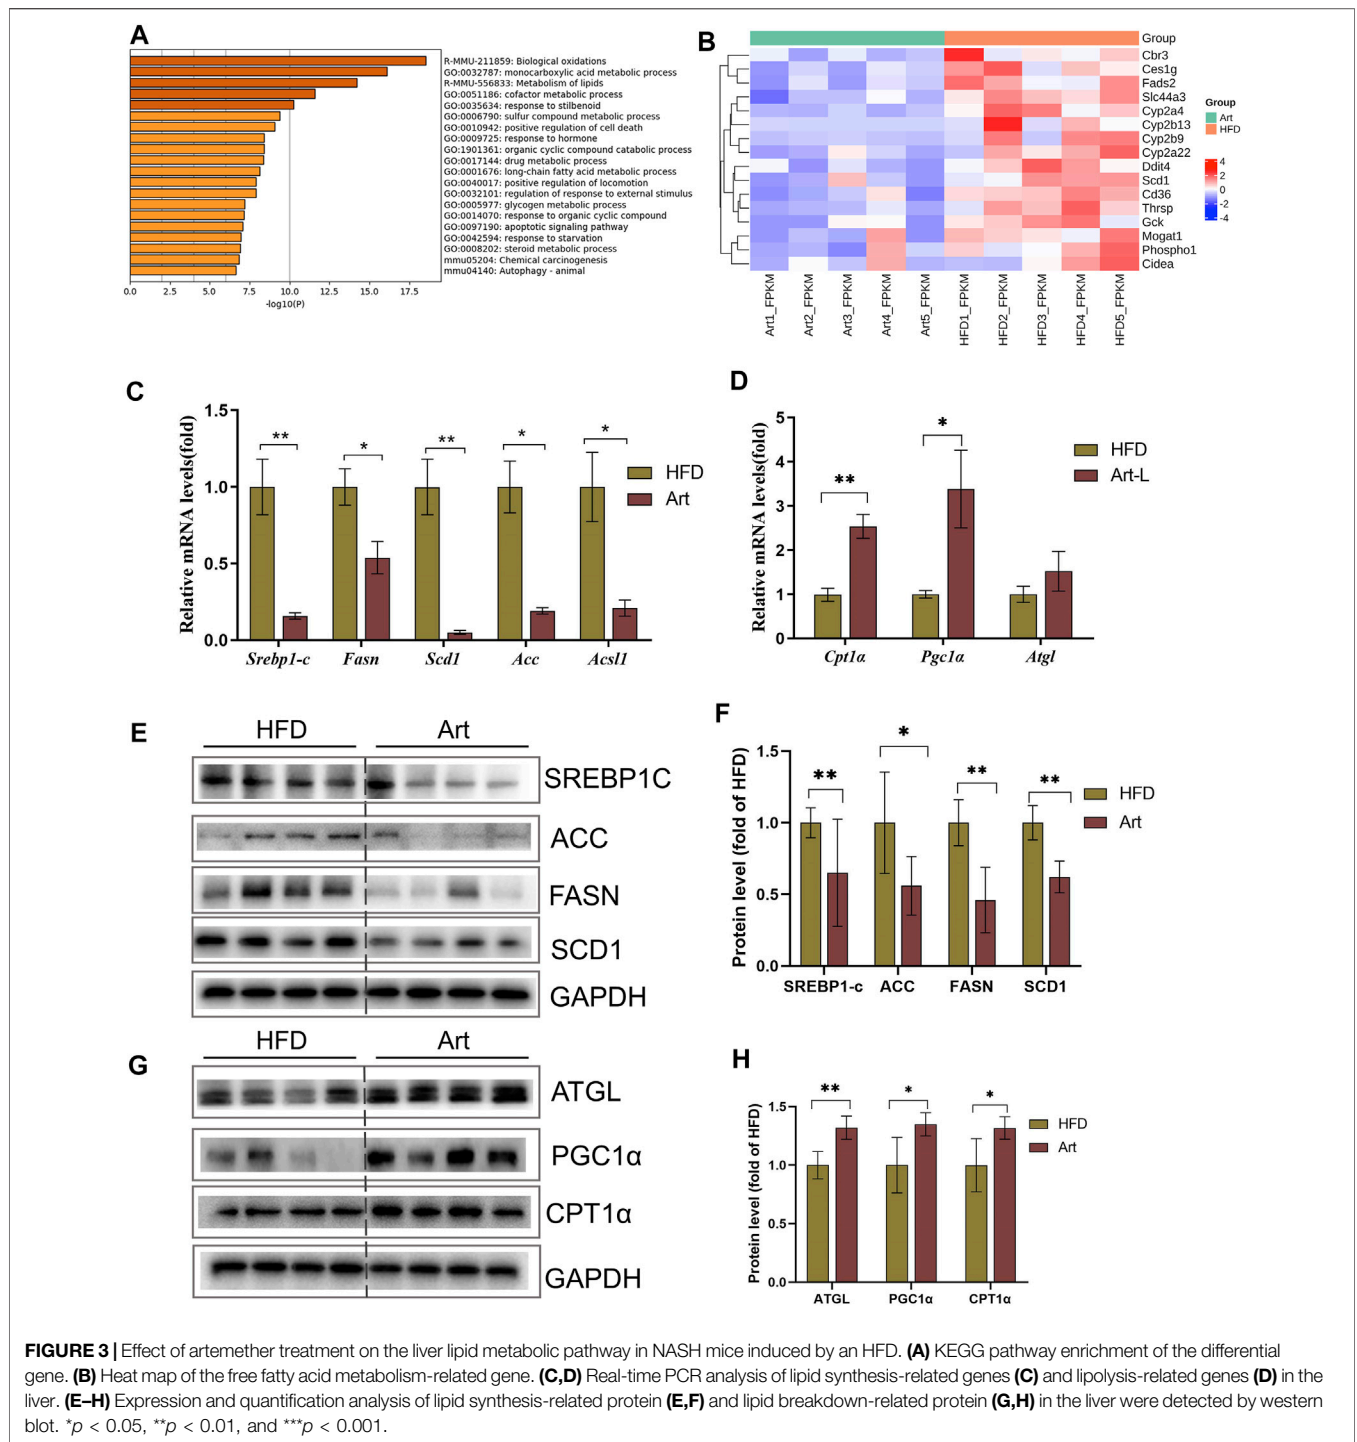 A
R-MMU-211859: Biological oxidations
GO:0032787: monocarboxylic acid metabolic process
R-MMU-556833: Metabolism of lipids
GO:0051186: cofactor metabolic process
GO:0035634: response to stilbenoid
GO:0006790: sulfur compound metabolic process
GO:0010942: positive regulation of cell death
GO:0009725: response to hormone
GO:1901361: organic cyclic compound catabolic process
GO:0017144: drug metabolic process
GO:0001676: long-chain fatty acid metabolic process
GO:0040017: positive regulation of locomotion
GO:0032101: regulation of response to external stimulus
GO:0005977: glycogen metabolic process
GO:0014070: response to organic cyclic compound
GO:0097190: apoptotic signaling pathway
GO:0042594: response to starvation
GO:0008202: steroid metabolic process
mmu05204: Chemical carcinogenesis
mmu04140: Autophagy - animal
0.0 2.5 5.0 7.5 10.0 12.5 15.0 17.5
-log10(P)
B
Group
Cbr3
Ces1g
Fads2
Slc44a3
Cyp2a4
Cyp2b13
Cyp2b9
Cyp2a22
Ddit4
Scd1
Cd36
Thrsp
Gck
Mogat1
Phospho1
Cidea
Group
Art
HFD
4
2
0
-2
-4
Art1_FPKM
Art2_FPKM
Art3_FPKM
Art4_FPKM
Art5_FPKM
HFD1_FPKM
HFD2_FPKM
HFD3_FPKM
HFD4_FPKM
HFD5_FPKM
C
Relative mRNA levels(fold)
1.5
1.0
0.5
0.0
** * ** * *
HFD
Art
Srebp1-c Fasn Scd1 Acc Acsl1
D
Relative mRNA levels(fold)
5
4
3
2
1
0
** *
HFD
Art-L
Cpt1α Pgc1α Atgl
E
HFD Art
SREBP1C
ACC
FASN
SCD1
GAPDH
F
Protein level (fold of HFD)
1.5
1.0
0.5
0.0
** * ** **
HFD
Art
SREBP1-c ACC FASN SCD1
G
HFD Art
ATGL
PGC1α
CPT1α
GAPDH
H
Protein level (fold of HFD)
1.5
1.0
0.5
0.0
** * *
HFD
Art
ATGL PGC1α CPT1α
FIGURE 3 | Effect of artemether treatment on the liver lipid metabolic pathway in NASH mice induced by an HFD. (A) KEGG pathway enrichment of the differential
gene. (B) Heat map of the free fatty acid metabolism-related gene. (C,D) Real-time PCR analysis of lipid synthesis-related genes (C) and lipolysis-related genes (D) in the
liver. (E–H) Expression and quantification analysis of lipid synthesis-related protein (E,F) and lipid breakdown-related protein (G,H) in the liver were detected by western
blot. *p < 0.05, **p < 0.01, and ***p < 0.001.